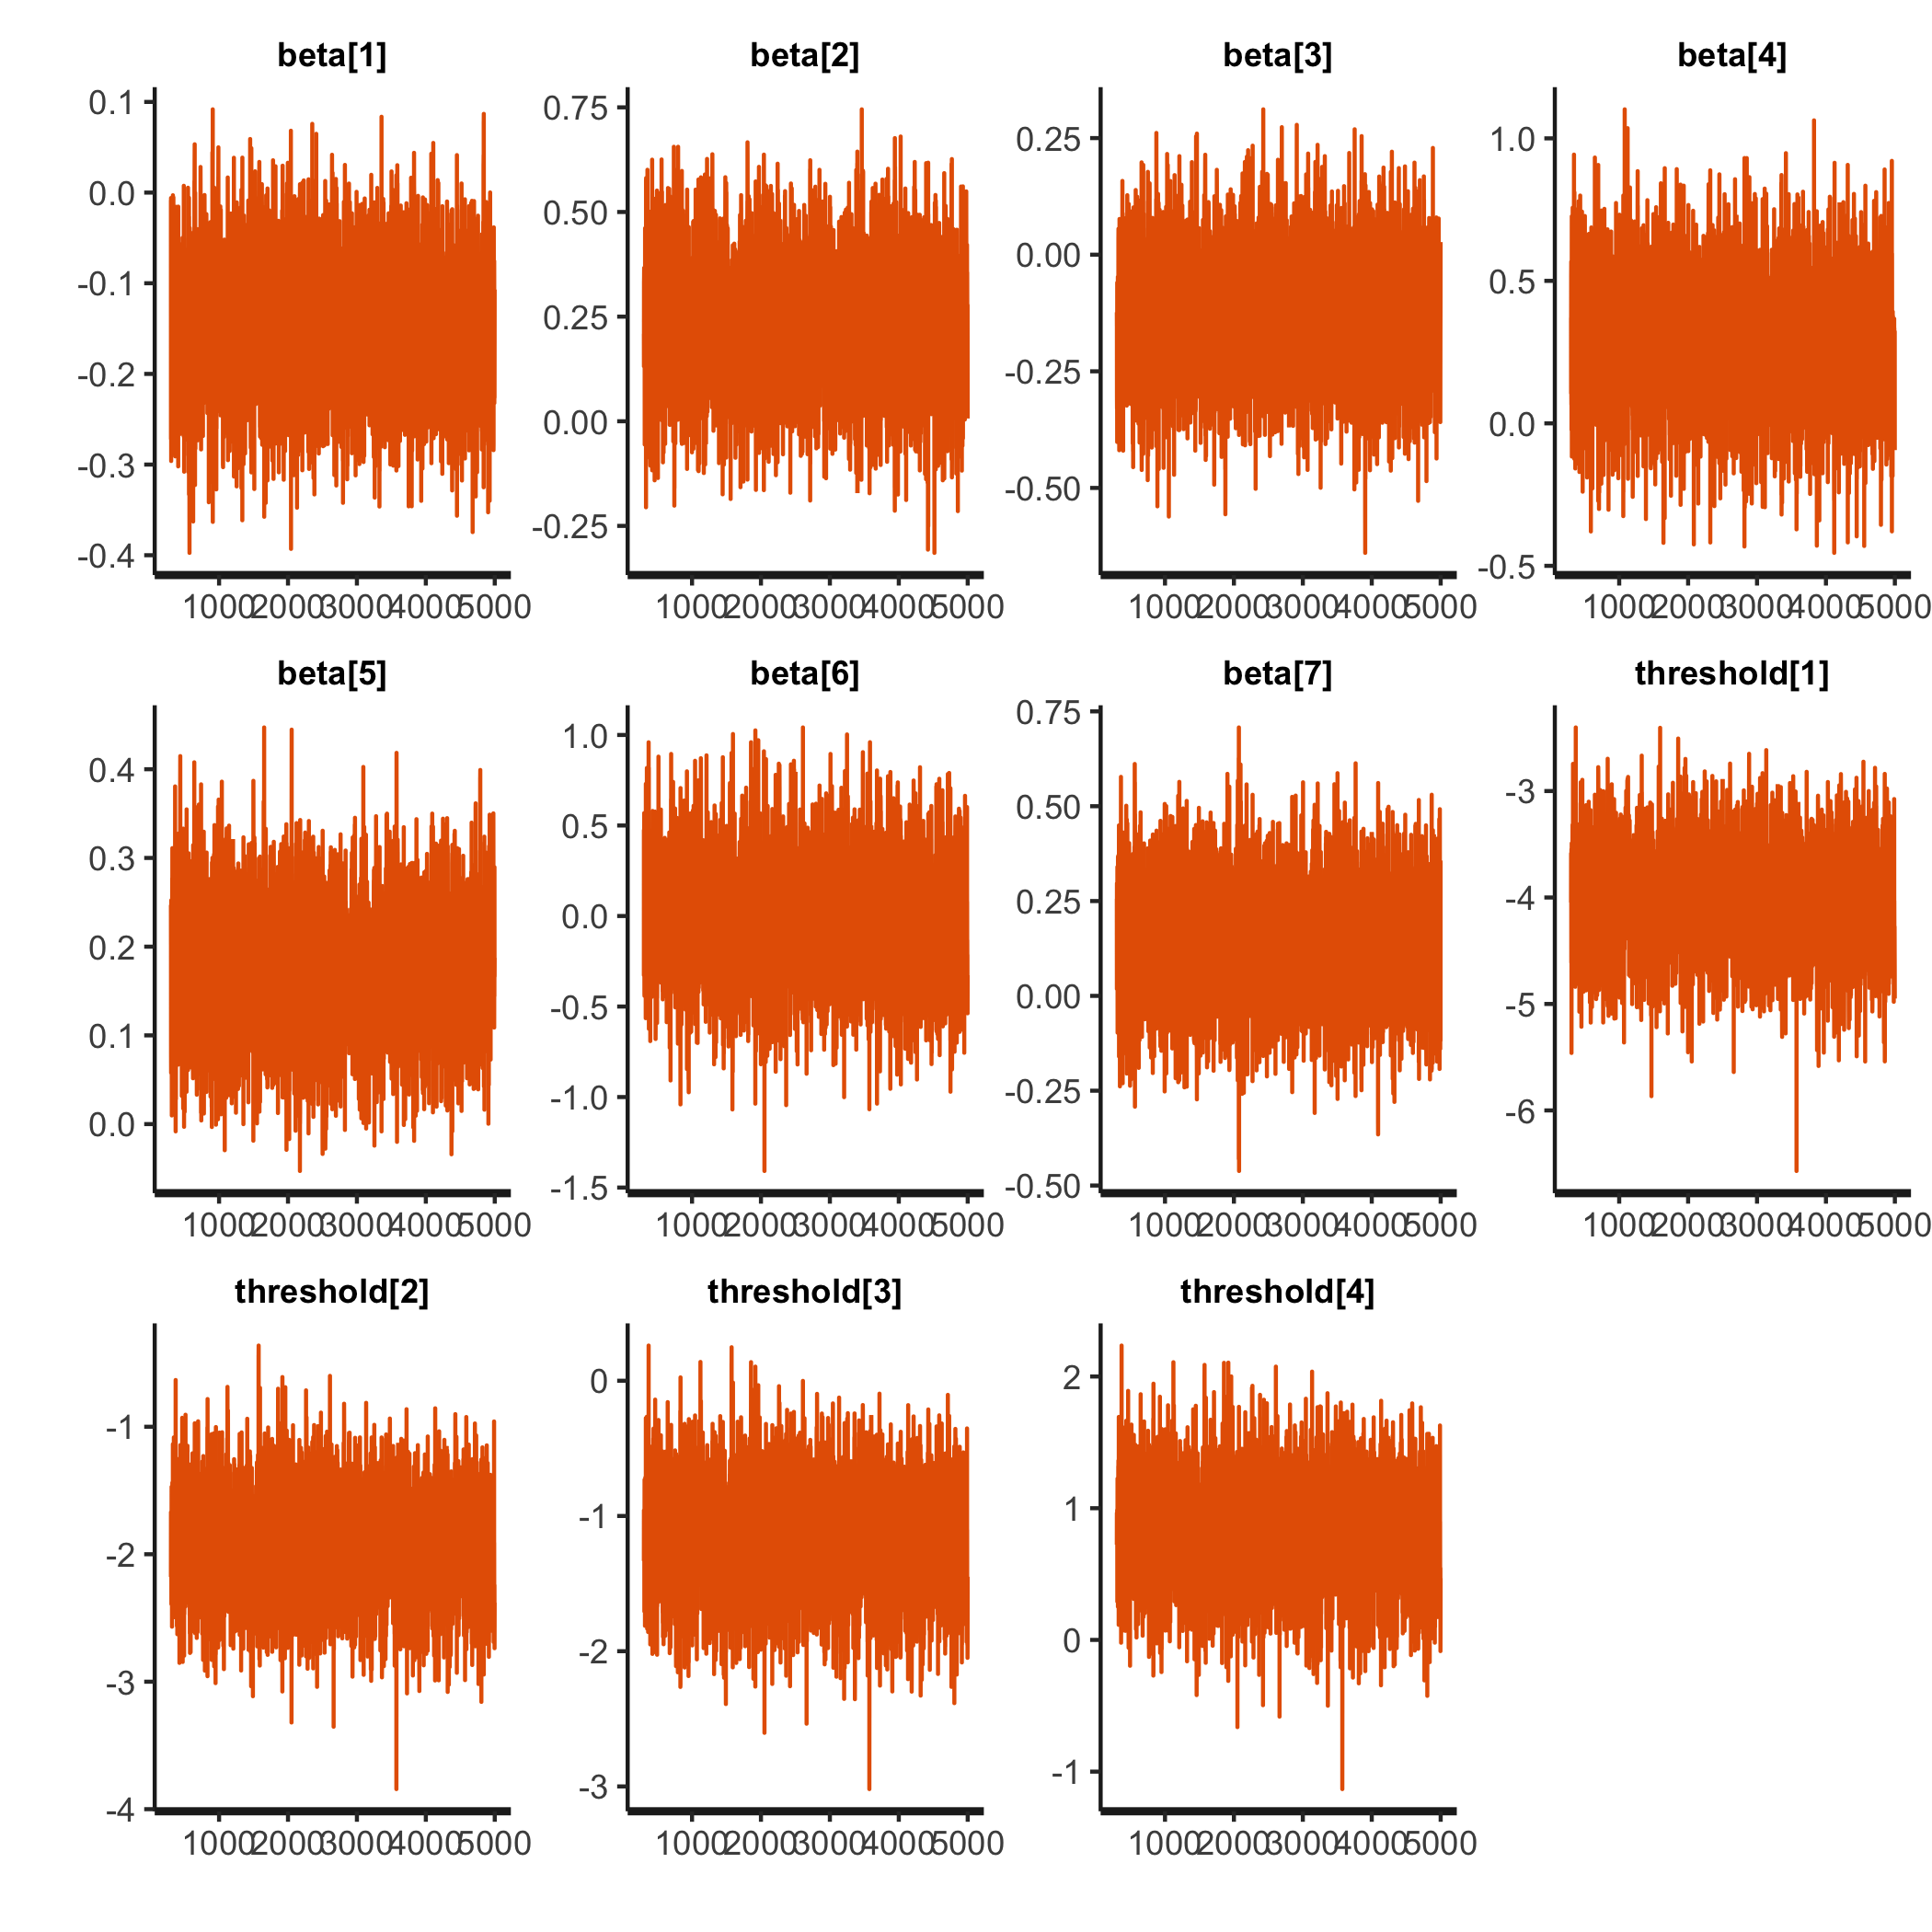 beta[1] beta[2] beta[3] beta[4]
0.1 0.0 -0.1 -0.2 -0.3 -0.4
0.75 0.50 0.25 0.00 -0.25
0.25 0.00 -0.25 -0.50
1.0 0.5 0.0 -0.5
1000 2000 3000 4000 5000 1000 2000 3000 4000 5000 1000 2000 3000 4000 5000 1000 2000 3000 4000 5000
beta[5] beta[6] beta[7] threshold[1]
0.4 0.3 0.2 0.1 0.0
1.0 0.5 0.0 -0.5 -1.0 -1.5
0.75 0.50 0.25 0.00 -0.25 -0.50
-3 -4 -5 -6
1000 2000 3000 4000 5000 1000 2000 3000 4000 5000 1000 2000 3000 4000 5000 1000 2000 3000 4000 5000
threshold[2] threshold[3] threshold[4]
-1 -2 -3 -4
0 -1 -2 -3
2 1 0 -1
1000 2000 3000 4000 5000 1000 2000 3000 4000 5000 1000 2000 3000 4000 5000